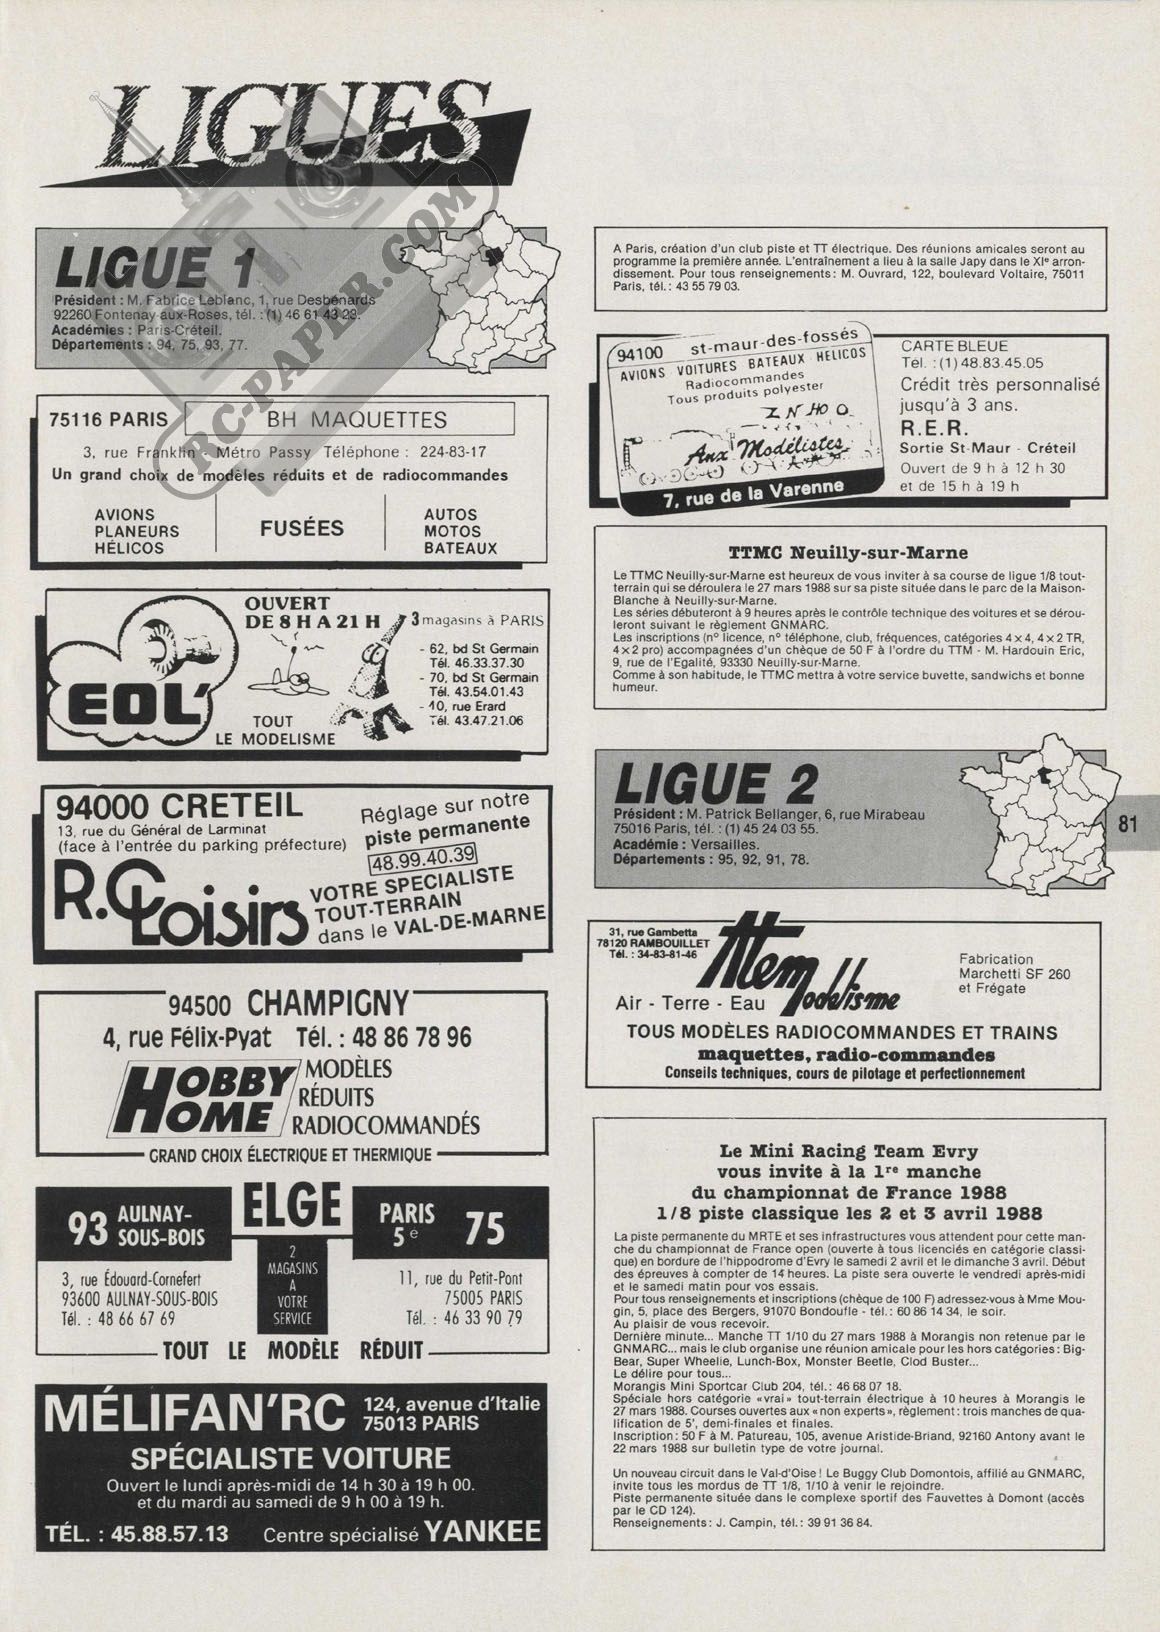 LIGUES
RC-PAPER.COM
LIGUE 1
Président : M. Fabrice Leblanc, 1, rue Desbénards
92260 Fontenay-aux-Roses, tél. : (1) 46 61 43 23.
Académies : Paris-Créteil.
Départements : 94, 75, 93, 77.
75116 PARIS BH MAQUETTES
3, rue Franklin - Métro Passy Téléphone : 224-83-17
Un grand choix de modèles réduits et de radiocommandes
AVIONS
PLANEURS
HÉLICOS
FUSÉES
AUTOS
MOTOS
BATEAUX
EOL'
OUVERT
DE 8 H A 21 H
TOUT
LE MODELISME
3 magasins à PARIS
- 62, bd St Germain
Tél. 46.33.37.30
- 70, bd St Germain
Tél. 43.54.01.43
- 40, rue Erard
Tél. 43.47.21.06
94000 CRETEIL
13, rue du Général de Larminat
(face à l'entrée du parking préfecture)
R.C Loisirs
Réglage sur notre
piste permanente
48.99.40.39
VOTRE SPECIALISTE
TOUT-TERRAIN
dans le VAL-DE-MARNE
94500 CHAMPIGNY
4, rue Félix-Pyat Tél. : 48 86 78 96
HOBBY
HOME
MODÈLES
RÉDUITS
RADIOCOMMANDÉS
GRAND CHOIX ÉLECTRIQUE ET THERMIQUE
93 AULNAY-
SOUS-BOIS
ELGE
PARIS
5e
75
3, rue Édouard-Cornefert
93600 AULNAY-SOUS-BOIS
Tél. : 48 66 67 69
2
MAGASINS
A
VOTRE
SERVICE
11, rue du Petit-Pont
75005 PARIS
Tél. : 46 33 90 79
TOUT LE MODÈLE RÉDUIT
MÉLIFAN'RC
124, avenue d'Italie
75013 PARIS
SPÉCIALISTE VOITURE
Ouvert le lundi après-midi de 14 h 30 à 19 h 00.
et du mardi au samedi de 9 h 00 à 19 h.
TÉL. : 45.88.57.13 Centre spécialisé YANKEE
A Paris, création d'un club piste et TT électrique. Des réunions amicales seront au
programme la première année. L'entraînement a lieu à la salle Japy dans le XIe arron-
dissement. Pour tous renseignements : M. Ouvrard, 122, boulevard Voltaire, 75011
Paris, tél. : 43 55 79 03.
94100 st-maur-des-fossés
AVIONS VOITURES BATEAUX HELICOS
Radiocommandes
Tous produits polyester
Aux Modélistes
7, rue de la Varenne
CARTE BLEUE
Tél. : (1) 48.83.45.05
Crédit très personnalisé
jusqu'à 3 ans.
R.E.R.
Sortie St-Maur - Créteil
Ouvert de 9 h à 12 h 30
et de 15 h à 19 h
TTMC Neuilly-sur-Marne
Le TTMC Neuilly-sur-Marne est heureux de vous inviter à sa course de ligue 1/8 tout-
terrain qui se déroulera le 27 mars 1988 sur sa piste située dans le parc de la Maison-
Blanche à Neuilly-sur-Marne.
Les séries débuteront à 9 heures après le contrôle technique des voitures et se dérou-
leront suivant le règlement GNMARC.
Les inscriptions (n° licence, n° téléphone, club, fréquences, catégories 4 x 4, 4 x 2 TR,
4 x 2 pro) accompagnées d'un chèque de 50 F à l'ordre du TTM - M. Hardouin Eric,
9, rue de l'Egalité, 93330 Neuilly-sur-Marne.
Comme à son habitude, le TTMC mettra à votre service buvette, sandwichs et bonne
humeur.
LIGUE 2
Président : M. Patrick Bellanger, 6, rue Mirabeau
75016 Paris, tél. : (1) 45 24 03 55.
Académie : Versailles.
Départements : 95, 92, 91, 78.
81
31, rue Gambetta
78120 RAMBOUILLET
Tél. : 34-83-81-46
Atem Modélisme
Air - Terre - Eau
Fabrication
Marchetti SF 260
et Frégate
TOUS MODÈLES RADIOCOMMANDES ET TRAINS
maquettes, radio-commandes
Conseils techniques, cours de pilotage et perfectionnement
Le Mini Racing Team Evry
vous invite à la 1re manche
du championnat de France 1988
1/8 piste classique les 2 et 3 avril 1988
La piste permanente du MRTE et ses infrastructures vous attendent pour cette man-
che du championnat de France open (ouverte à tous licenciés en catégorie classi-
que) en bordure de l'hippodrome d'Evry le samedi 2 avril et le dimanche 3 avril. Début
des épreuves à compter de 14 heures. La piste sera ouverte le vendredi après-midi
et le samedi matin pour vos essais.
Pour tous renseignements et inscriptions (chèque de 100 F) adressez-vous à Mme Mou-
gin, 5, place des Bergers, 91070 Bondoufle - tél. : 60 86 14 34, le soir.
Au plaisir de vous recevoir.
Dernière minute... Manche TT 1/10 du 27 mars 1988 à Morangis non retenue par le
GNMARC... mais le club organise une réunion amicale pour les hors catégories : Big-
Bear, Super Wheelie, Lunch-Box, Monster Beetle, Clod Buster...
Le délire pour tous...
Morangis Mini Sportcar Club 204, tél. : 46 68 07 18.
Spéciale hors catégorie «vrai» tout-terrain électrique à 10 heures à Morangis le
27 mars 1988. Courses ouvertes aux «non experts», règlement : trois manches de qua-
lification de 5', demi-finales et finales.
Inscription : 50 F à M. Patureau, 105, avenue Aristide-Briand, 92160 Antony avant le
22 mars 1988 sur bulletin type de votre journal.
Un nouveau circuit dans le Val-d'Oise ! Le Buggy Club Domontois, affilié au GNMARC,
invite tous les mordus de TT 1/8, 1/10 à venir le rejoindre.
Piste permanente située dans le complexe sportif des Fauvettes à Domont (accès
par le CD 124).
Renseignements : J. Campin, tél. : 39 91 36 84.